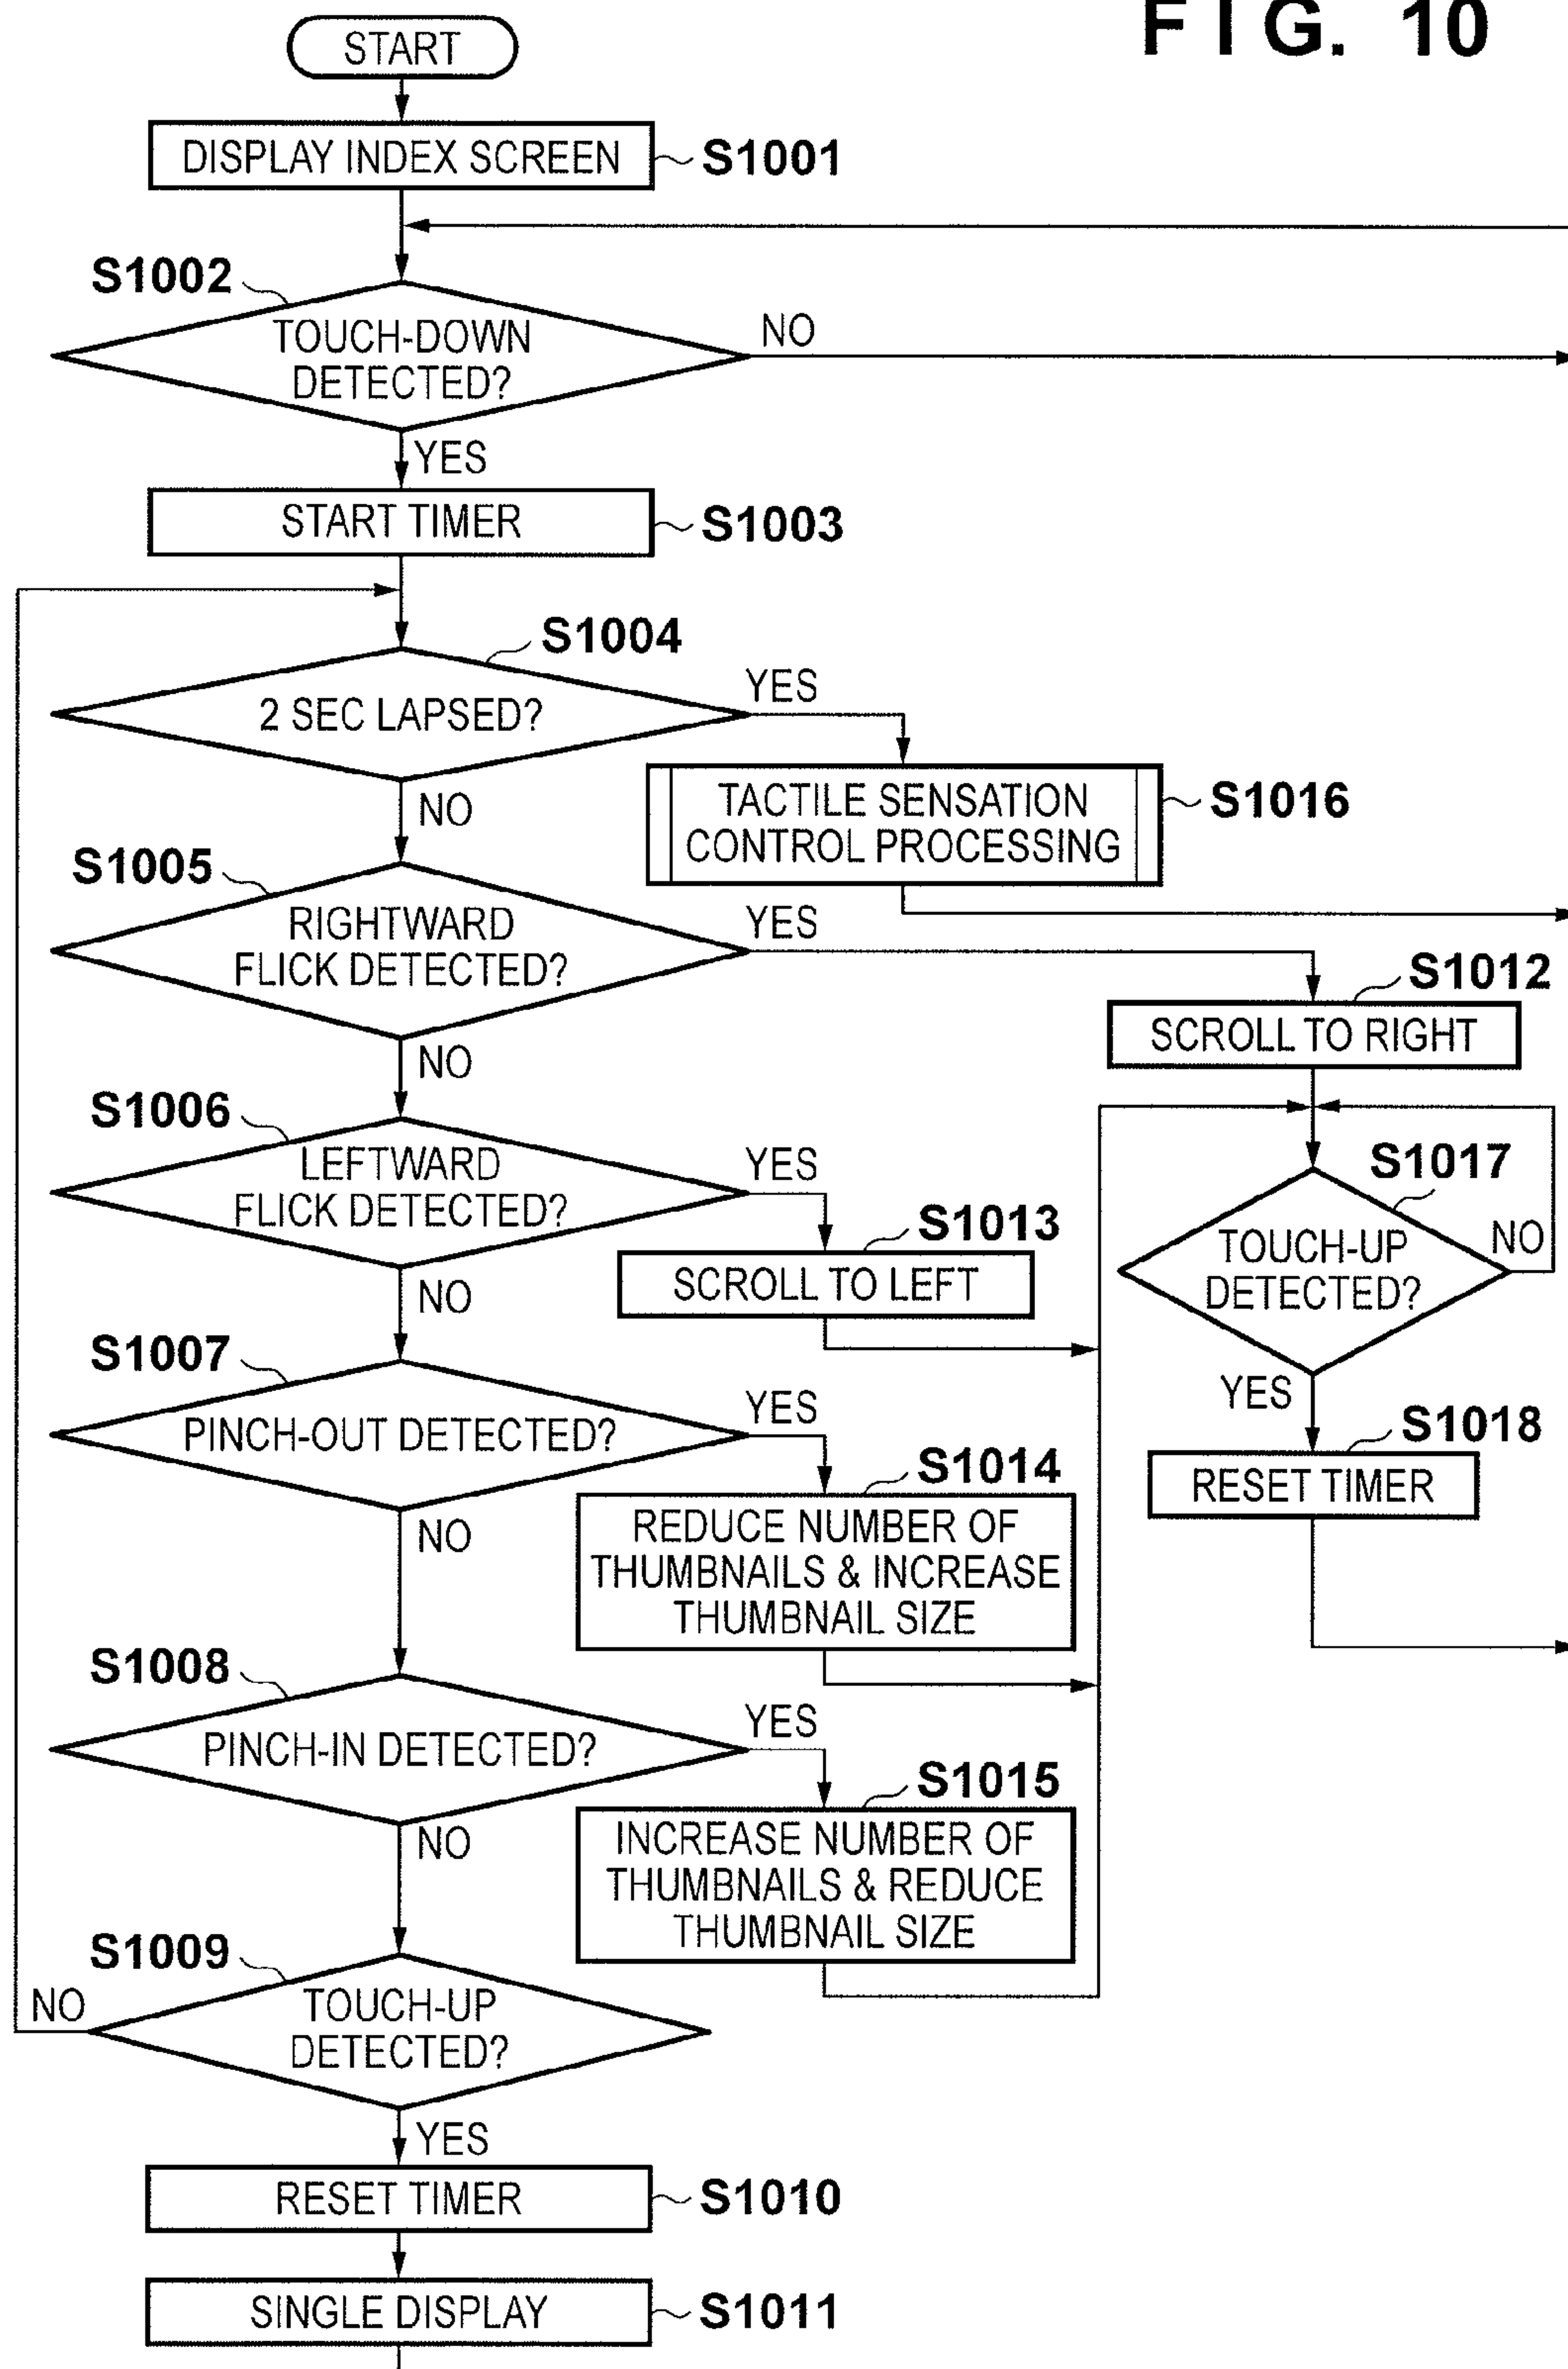 FIG. 10
START
DISPLAY INDEX SCREEN
S1001
S1002
TOUCH-DOWN
DETECTED?
NO
YES
START TIMER
S1003
S1004
2 SEC LAPSED?
YES
NO
TACTILE SENSATION
CONTROL PROCESSING
S1016
S1005
RIGHTWARD
FLICK DETECTED?
YES
NO
S1012
SCROLL TO RIGHT
S1006
LEFTWARD
FLICK DETECTED?
YES
NO
S1013
SCROLL TO LEFT
S1017
TOUCH-UP
DETECTED?
NO
YES
S1018
RESET TIMER
S1007
PINCH-OUT DETECTED?
YES
NO
S1014
REDUCE NUMBER OF
THUMBNAILS & INCREASE
THUMBNAIL SIZE
S1008
PINCH-IN DETECTED?
YES
NO
S1015
INCREASE NUMBER OF
THUMBNAILS & REDUCE
THUMBNAIL SIZE
S1009
TOUCH-UP
DETECTED?
NO
YES
RESET TIMER
S1010
SINGLE DISPLAY
S1011